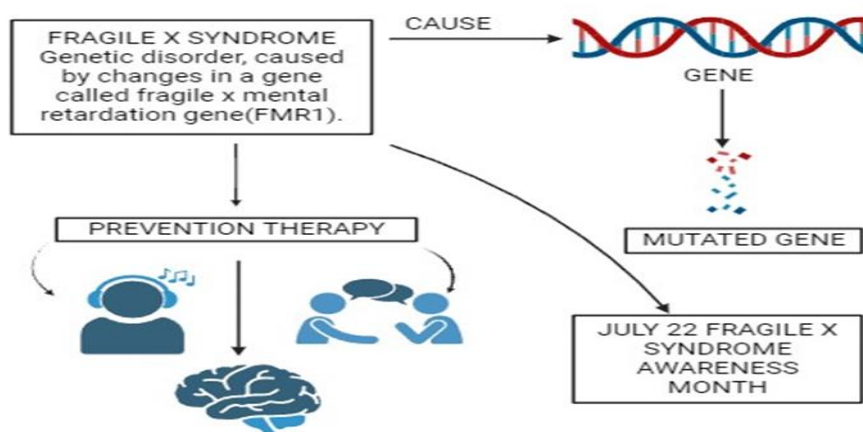 FRAGILE X SYNDROME
Genetic disorder, caused
by changes in a gene
called fragile x mental
retardation gene(FMR1).
CAUSE
GENE
MUTATED GENE
PREVENTION THERAPY
JULY 22 FRAGILE X
SYNDROME
AWARENESS
MONTH